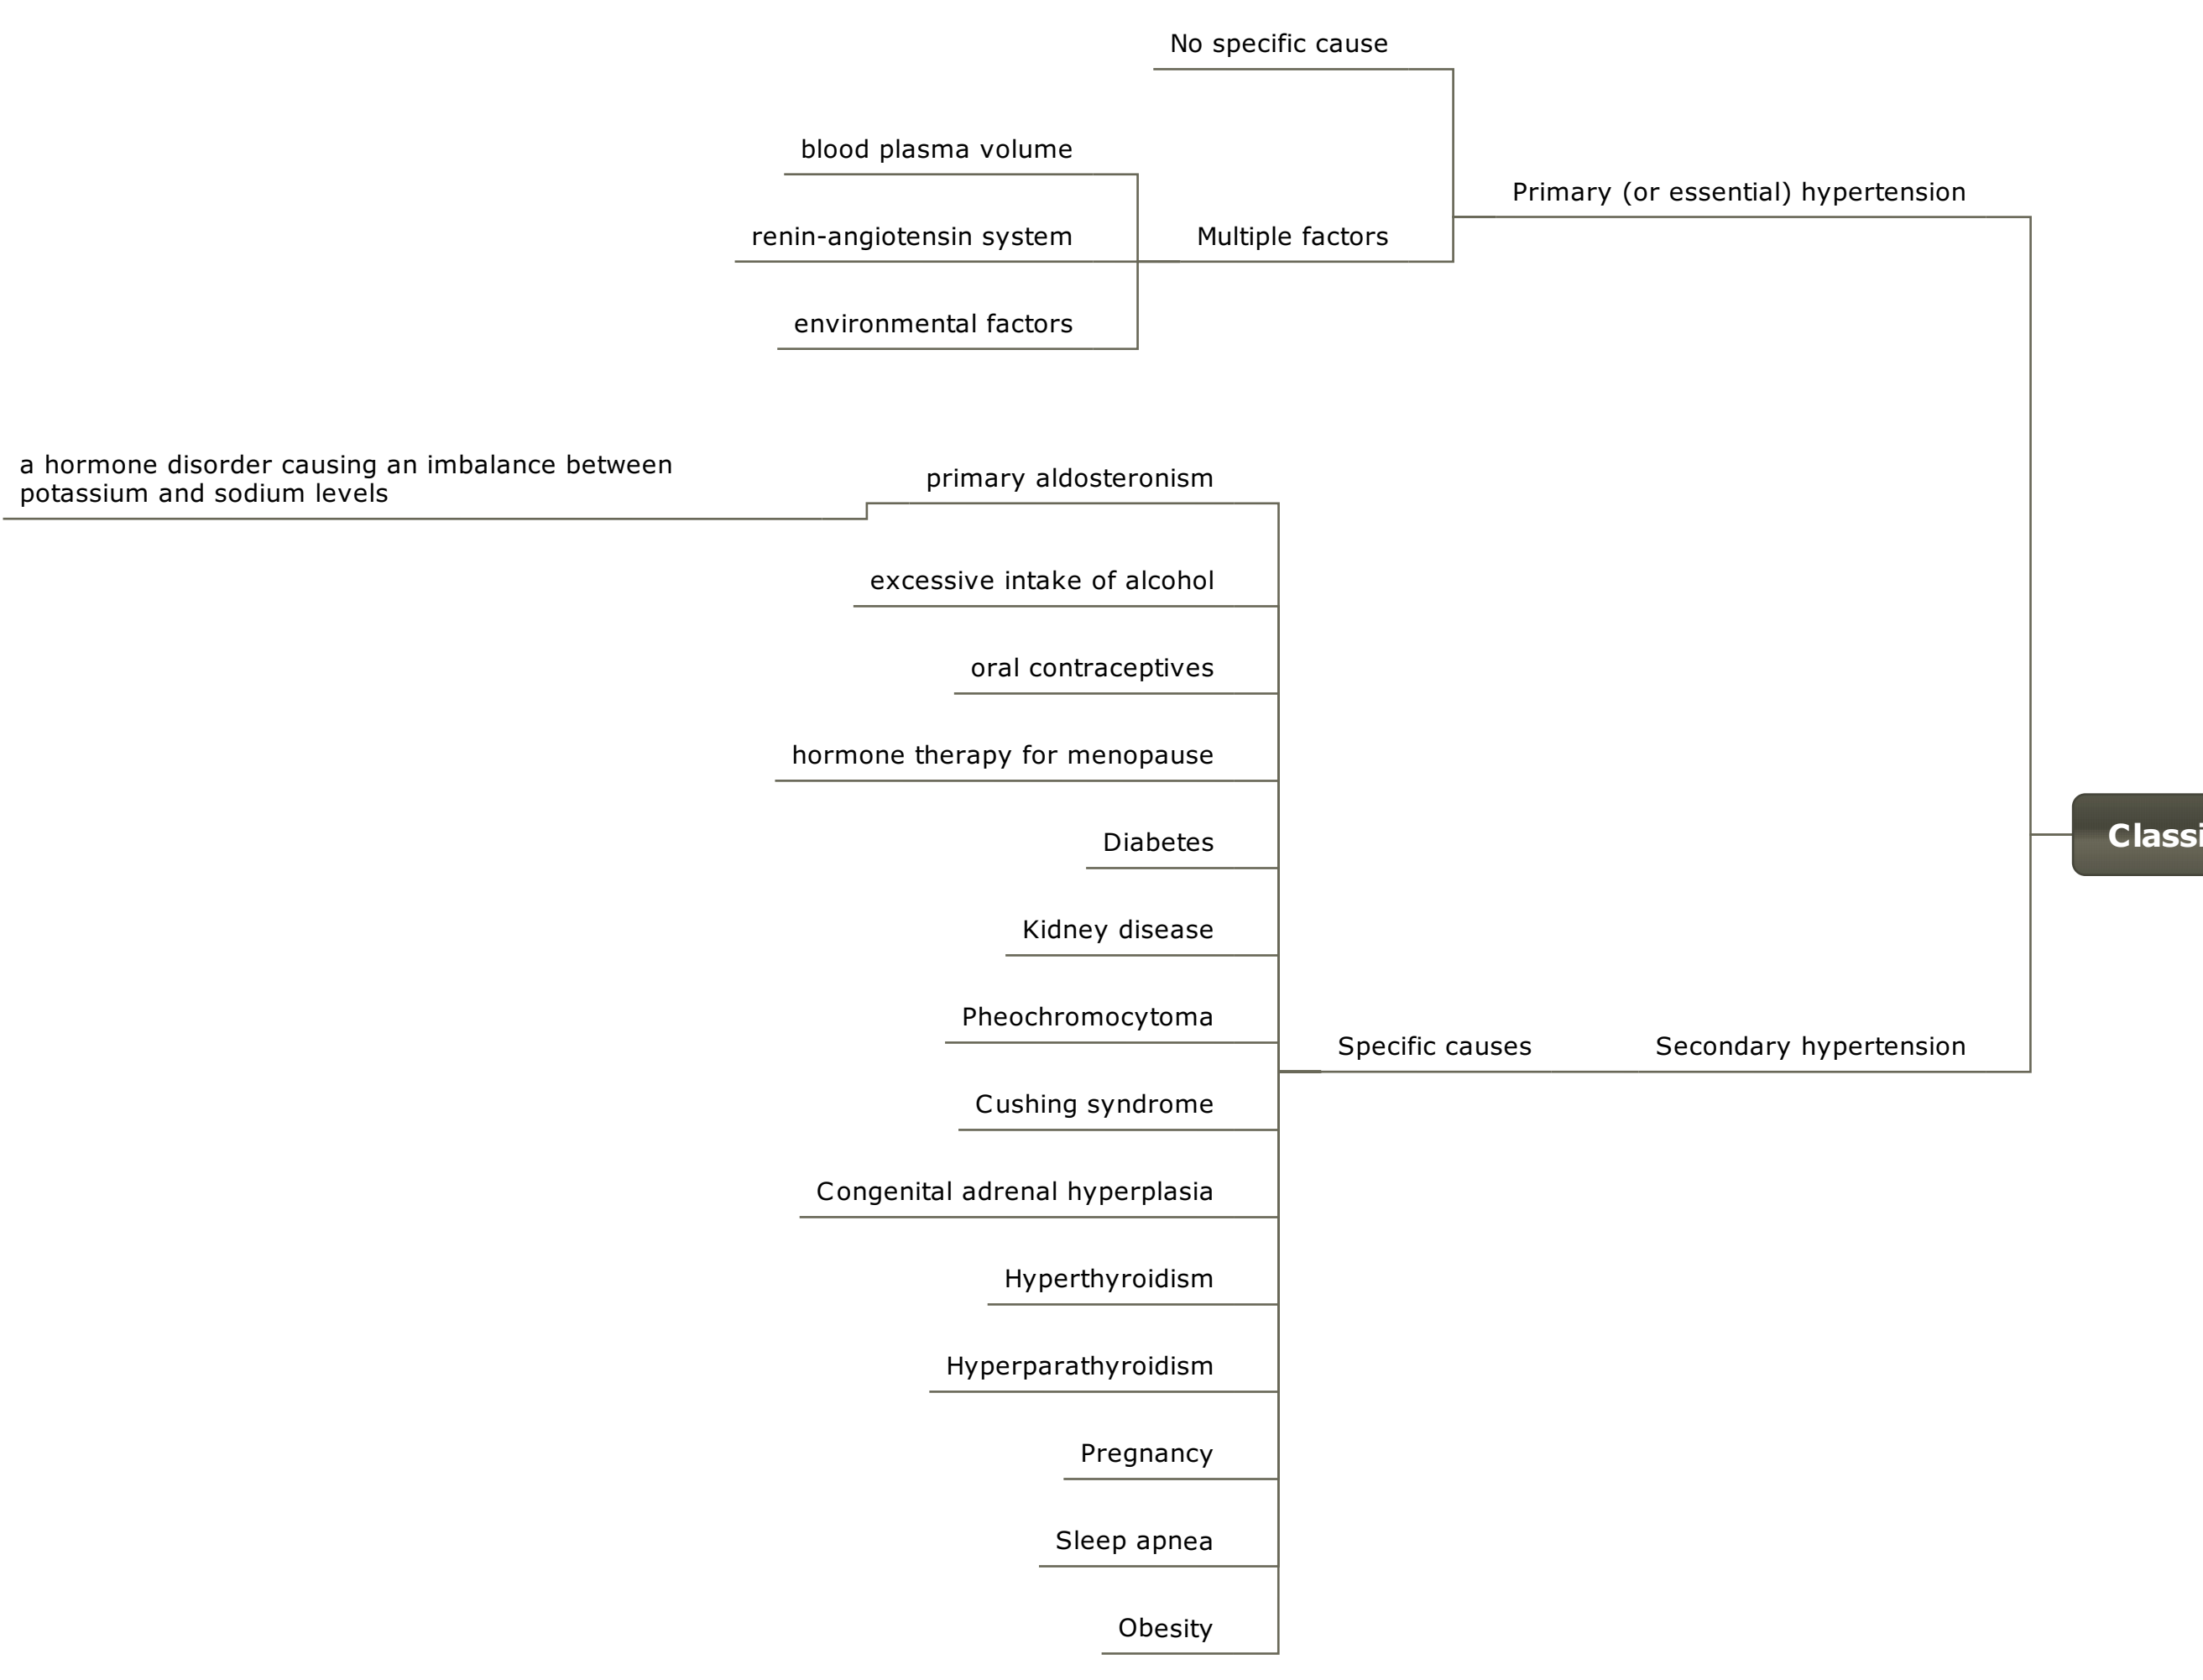 No specific cause
blood plasma volume
Primary (or essential) hypertension
renin-angiotensin system
Multiple factors
environmental factors
a hormone disorder causing an imbalance between
potassium and sodium levels
primary aldosteronism
excessive intake of alcohol
oral contraceptives
hormone therapy for menopause
Classi
Diabetes
Kidney disease
Pheochromocytoma
Specific causes
Secondary hypertension
Cushing syndrome
Congenital adrenal hyperplasia
Hyperthyroidism
Hyperparathyroidism
Pregnancy
Sleep apnea
Obesity